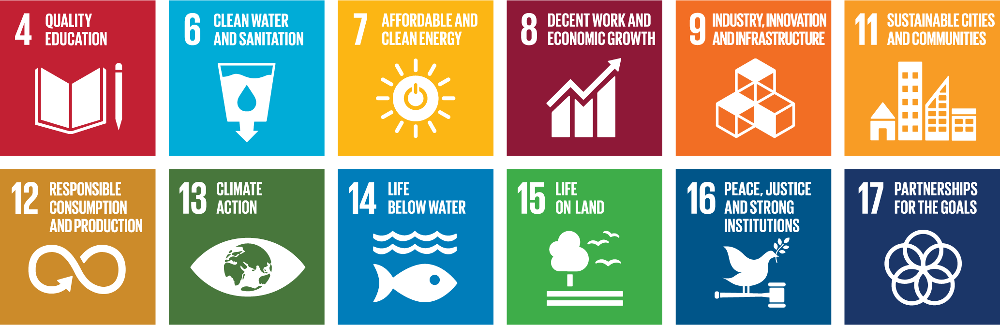 4 QUALITY
EDUCATION
6 CLEAN WATER
AND SANITATION
7 AFFORDABLE AND
CLEAN ENERGY
8 DECENT WORK AND
ECONOMIC GROWTH
9 INDUSTRY, INNOVATION
AND INFRASTRUCTURE
11 SUSTAINABLE CITIES
AND COMMUNITIES
12 RESPONSIBLE
CONSUMPTION
AND PRODUCTION
13 CLIMATE
ACTION
14 LIFE
BELOW WATER
15 LIFE
ON LAND
16 PEACE, JUSTICE
AND STRONG
INSTITUTIONS
17 PARTNERSHIPS
FOR THE GOALS